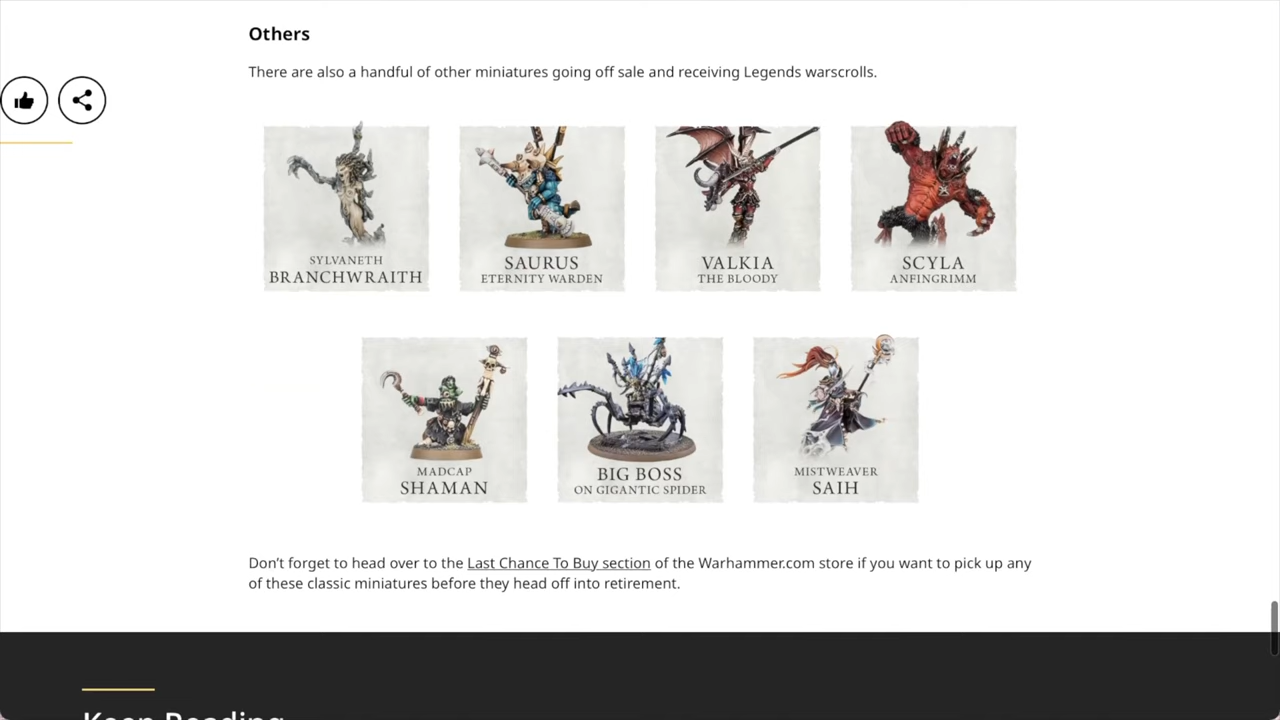 Others
There are also a handful of other miniatures going off sale and receiving Legends warscrolls.
SYLVANETH
BRANCHWRAITH
SAURUS
ETERNITY WARDEN
VALKIA
THE BLOODY
SCYLA
ANFINGRIMM
MADCAP
SHAMAN
BIG BOSS
ON GIGANTIC SPIDER
MISTWEAVER
SAIH
Don’t forget to head over to the Last Chance To Buy section of the Warhammer.com store if you want to pick up any
of these classic miniatures before they head off into retirement.
Keep Reading